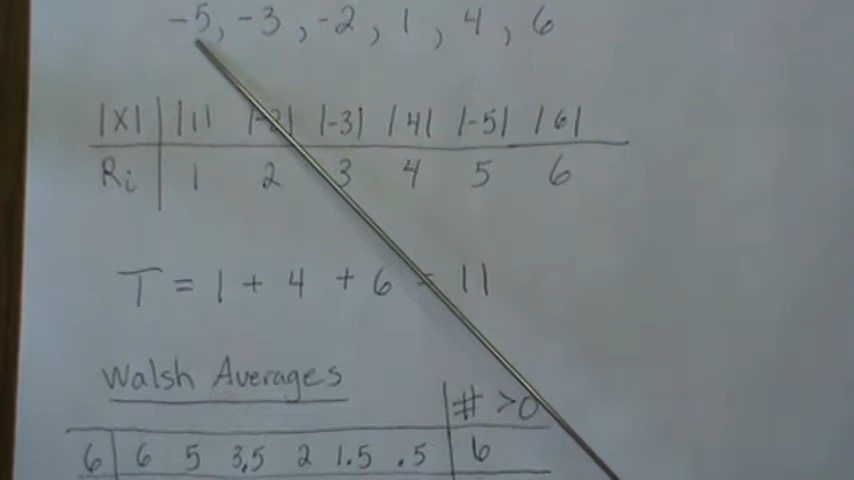 -5, -3, -2, 1, 4, 6
|X| |1| |-2| |-3| |4| |-5| |6|
Ri 1 2 3 4 5 6
T = 1 + 4 + 6 = 11
Walsh Averages
# >0
6 6 5 3.5 2 1.5 .5 6